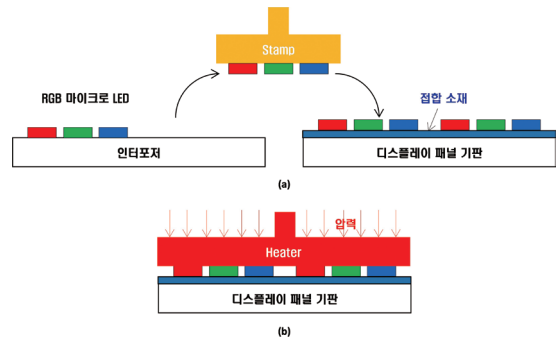 Stamp
RGB 마이크로 LED
접합 소재
인터포저
디스플레이 패널 기판
(a)
압력
Heater
디스플레이 패널 기판
(b)